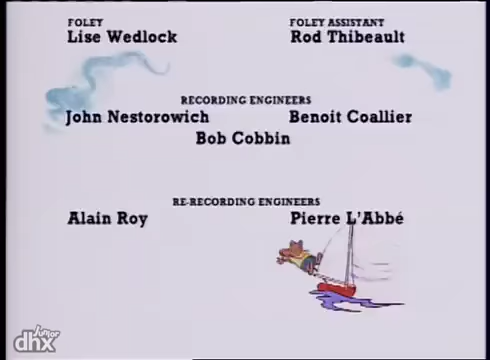 FOLEY
Lise Wedlock
FOLEY ASSISTANT
Rod Thibeault
RECORDING ENGINEERS
John Nestorowich
Benoit Coallier
Bob Cobbin
RE-RECORDING ENGINEERS
Alain Roy
Pierre L'Abbé
Junior
dhx